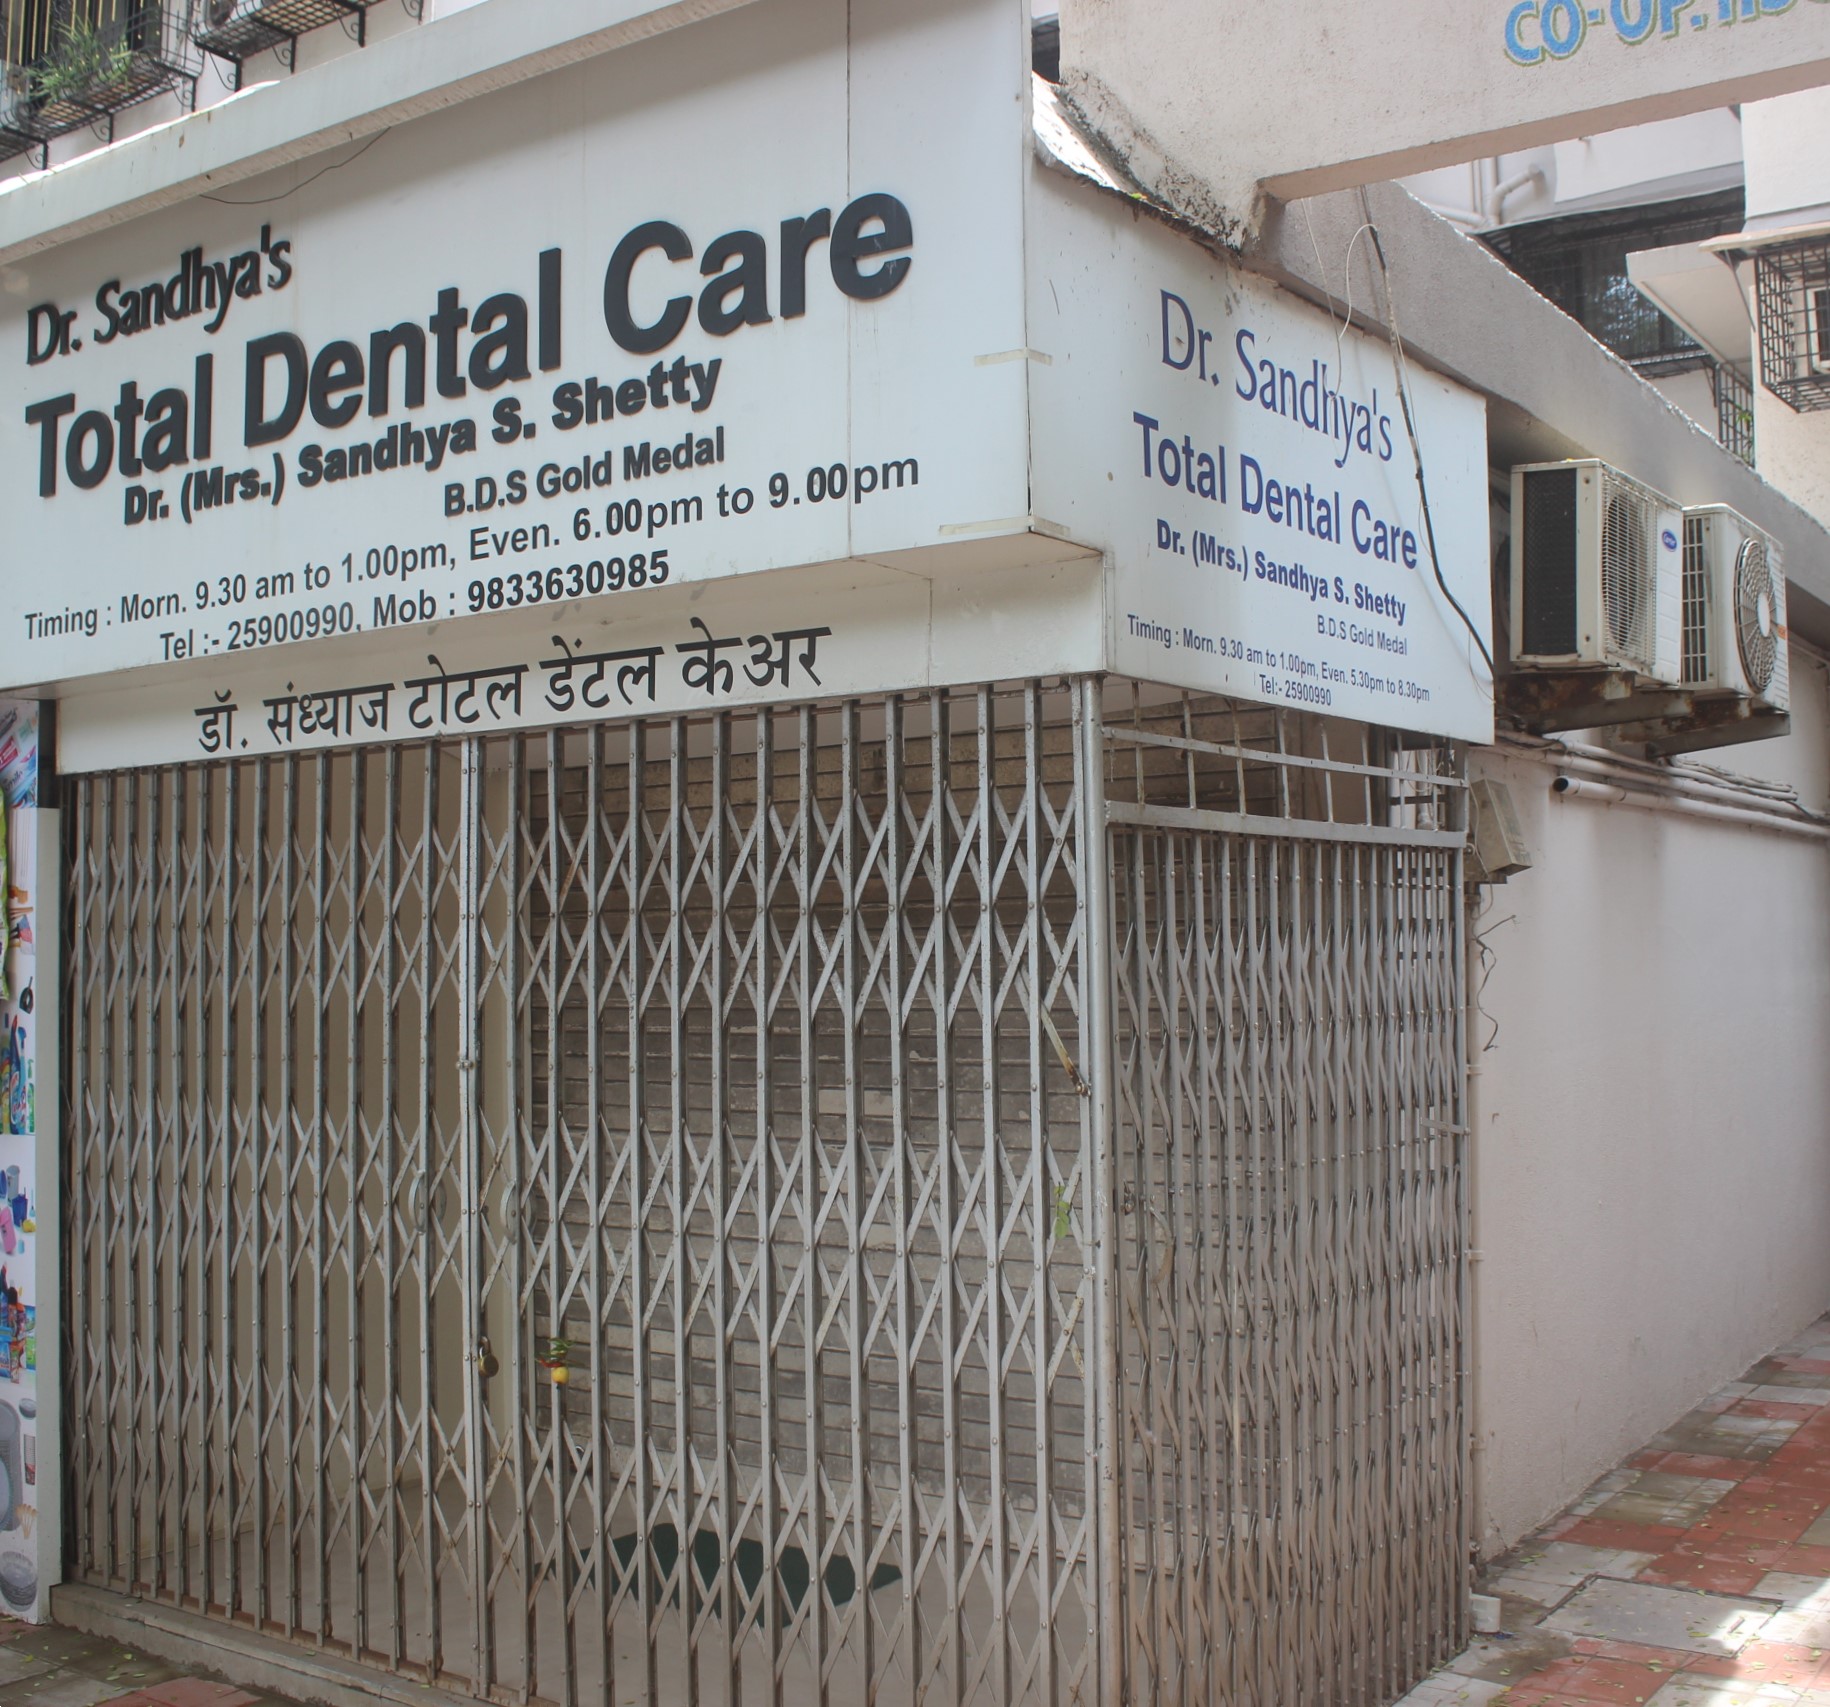 CO-OP.
Dr. Sandhya's
Total Dental Care
Dr. (Mrs.) Sandhya S. Shetty
B.D.S Gold Medal
Timing : Morn. 9.30 am to 1.00pm, Even. 6.00pm to 9.00pm
Tel :- 25900990, Mob : 9833630985
डॉ. संध्याज टोटल डेंटल केअर
Dr. Sandhya's
Total Dental Care
Dr. (Mrs.) Sandhya S. Shetty
B.D.S Gold Medal
Timing : Morn. 9.30 am to 1.00pm, Even. 5.30pm to 8.30pm
Tel:- 25900990